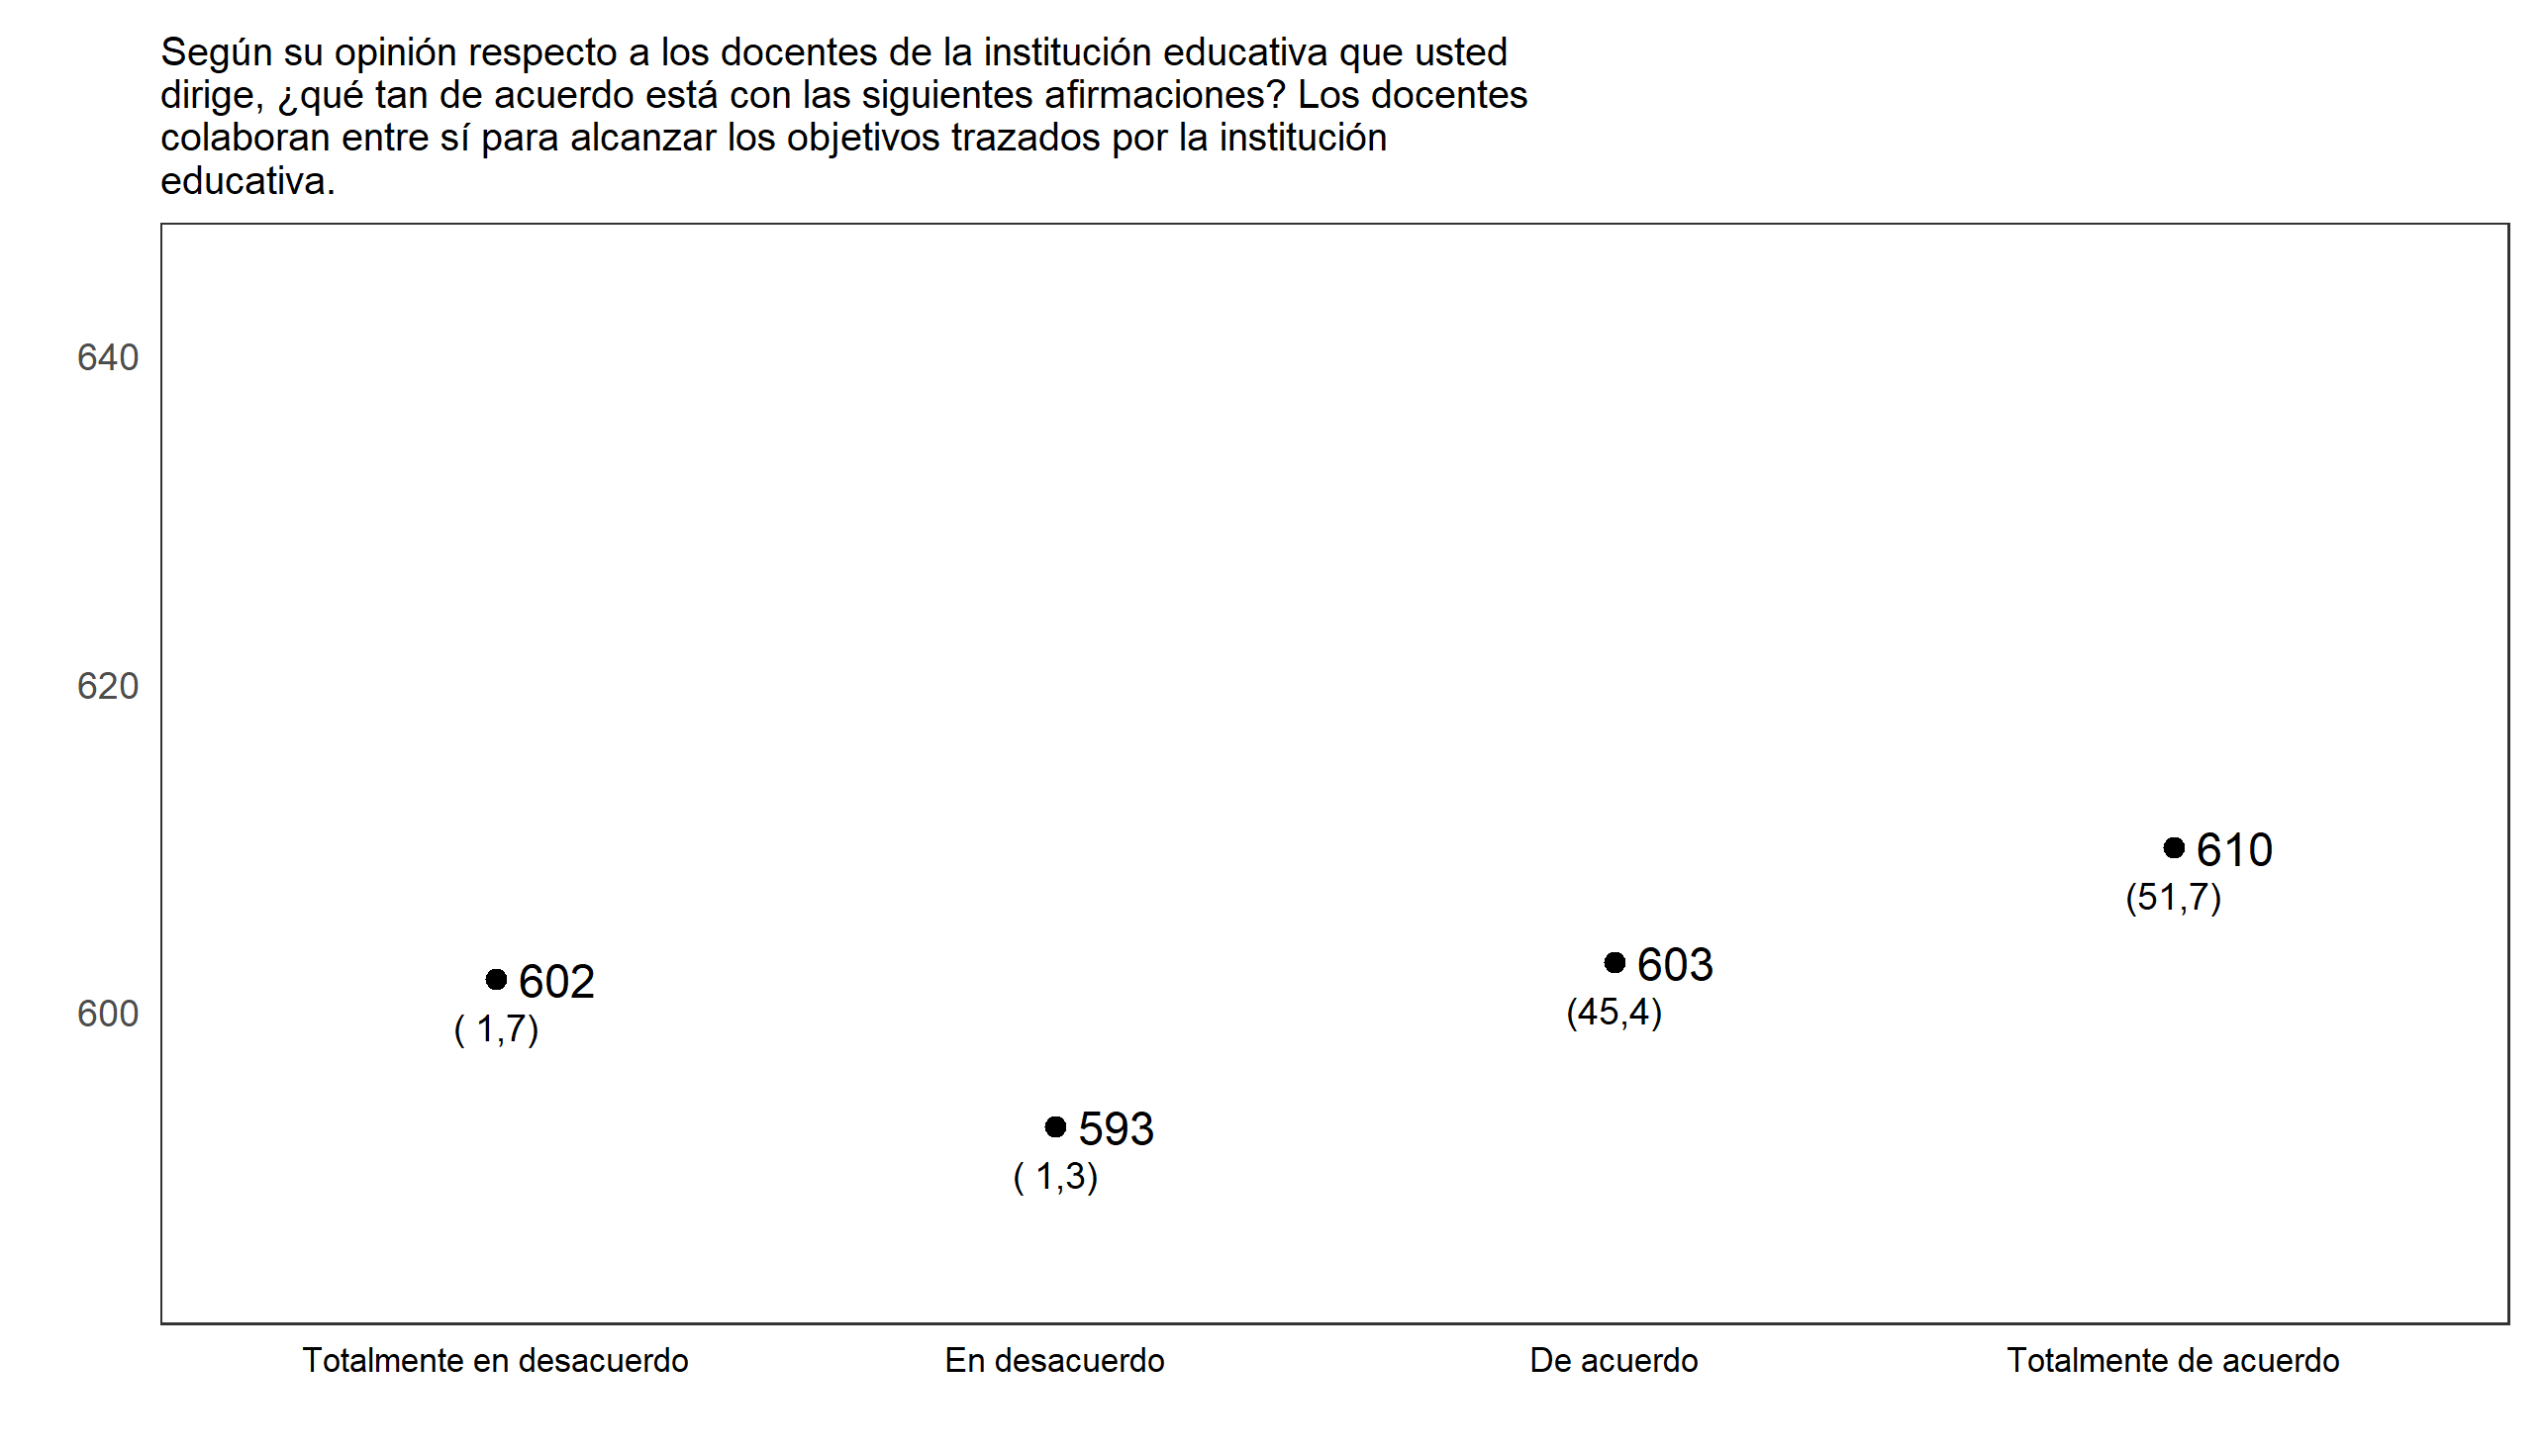 Según su opinión respecto a los docentes de la institución educativa que usted
dirige, ¿qué tan de acuerdo está con las siguientes afirmaciones? Los docentes
colaboran entre sí para alcanzar los objetivos trazados por la institución
educativa.
640
620
610
(51,7)
603
(45,4)
602
( 1,7)
600
593
( 1,3)
Totalmente en desacuerdo
En desacuerdo
De acuerdo
Totalmente de acuerdo